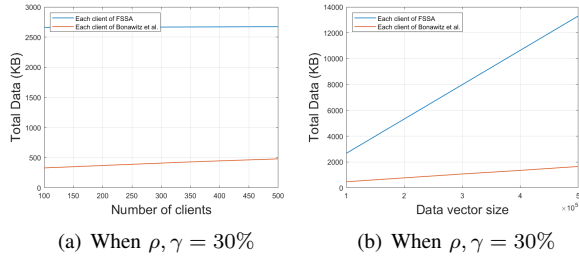 Each client of FSSA
Each client of Bonawitz et al.
Total Data (KB)
3000
2500
2000
1500
1000
500
0
100 150 200 250 300 350 400 450 500
Number of clients
(a) When ρ, γ = 30%
Each client of FSSA
Each client of Bonawitz et al.
Total Data (KB)
14000
12000
10000
8000
6000
4000
2000
0
1 2 3 4 5
×10⁵
Data vector size
(b) When ρ, γ = 30%